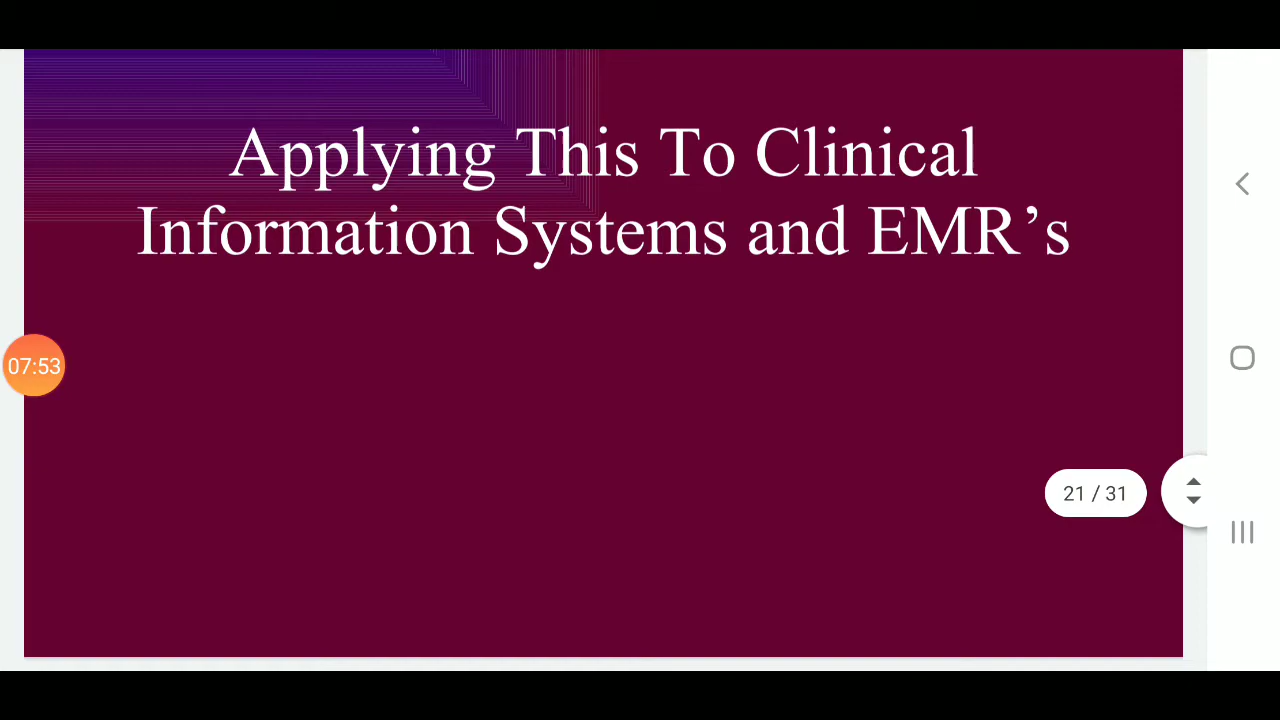 Applying This To Clinical
Information Systems and EMR’s
07:53
21 / 31